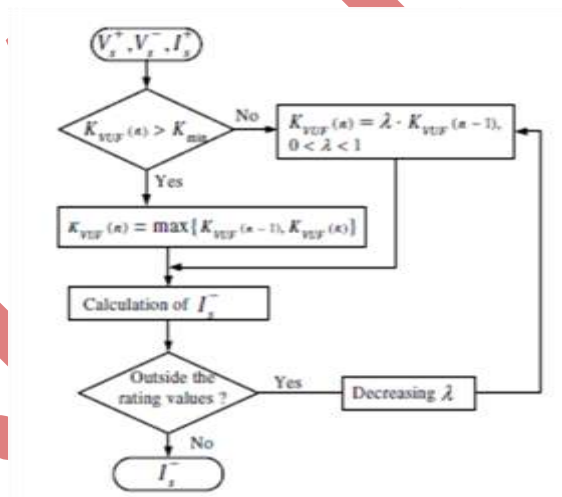 V_s^+, V_s^-, I_s^+
K_VUF(n) > K_min
No
K_VUF(n) = λ · K_VUF(n − 1),
0 < λ < 1
Yes
K_VUF(n) = max{K_VUF(n − 1), K_VUF(n)}
Calculation of I_s^-
Outside the
rating values ?
Yes
Decreasing λ
No
I_s^-